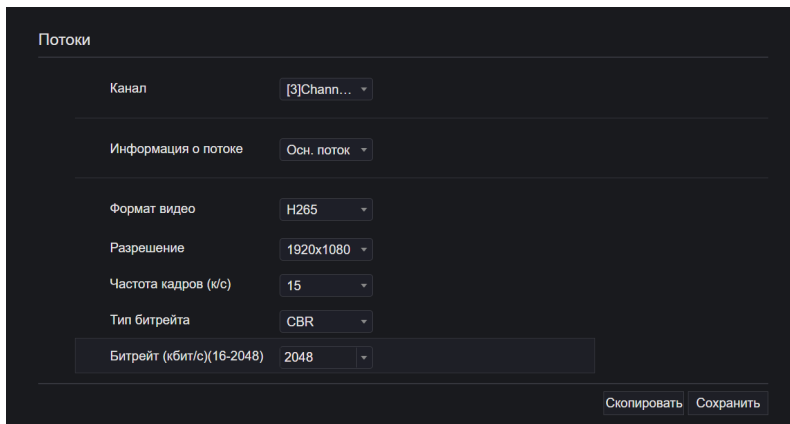 Потоки
Канал [3]Chann...
Информация о потоке Осн. поток
Формат видео H265
Разрешение 1920x1080
Частота кадров (к/с) 15
Тип битрейта CBR
Битрейт (кбит/с)(16-2048) 2048
Скопировать Сохранить